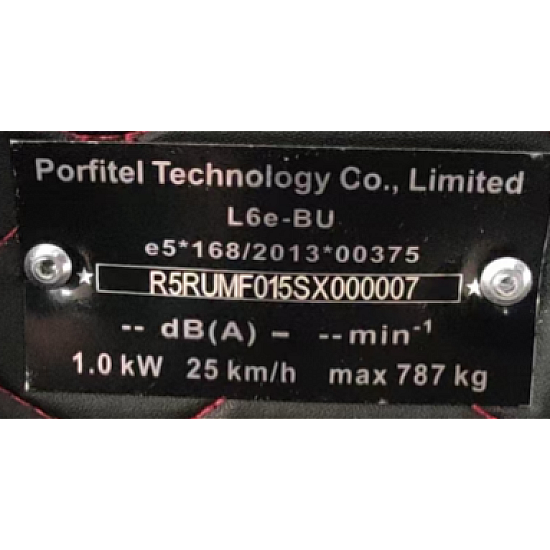 Porfitel Technology Co., Limited
L6e-BU
e5*168/2013*00375
★R5RUMF015SX000007★
-- dB(A) – --min⁻¹
1.0 kW 25 km/h max 787 kg